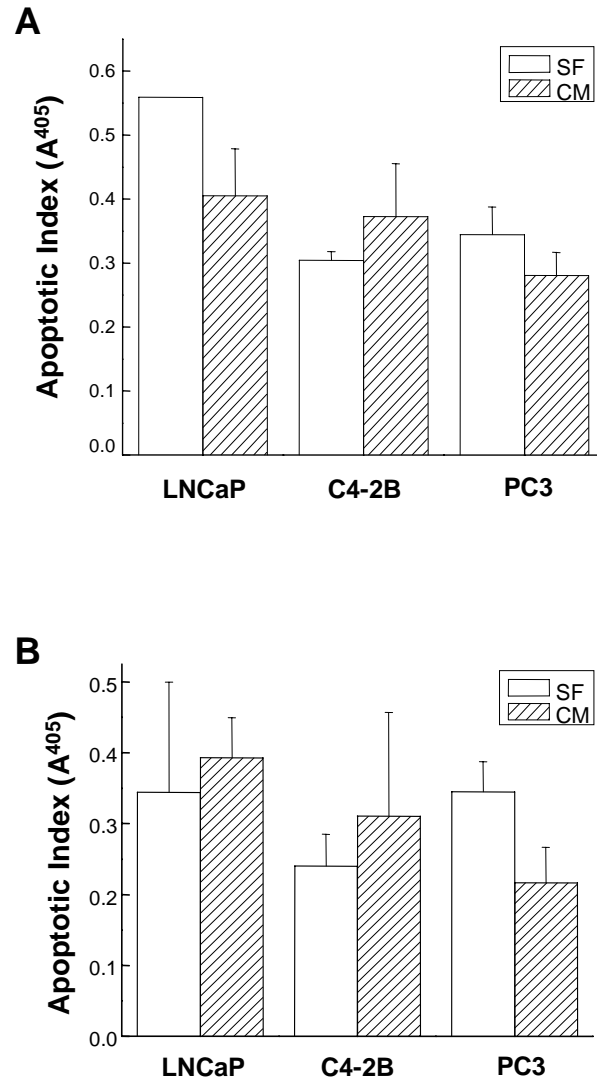 A
SF
CM
Apoptotic Index (A⁴⁰⁵)
0.6
0.5
0.4
0.3
0.2
0.1
0.0
LNCaP C4-2B PC3
B
SF
CM
Apoptotic Index (A⁴⁰⁵)
0.5
0.4
0.3
0.2
0.1
0.0
LNCaP C4-2B PC3